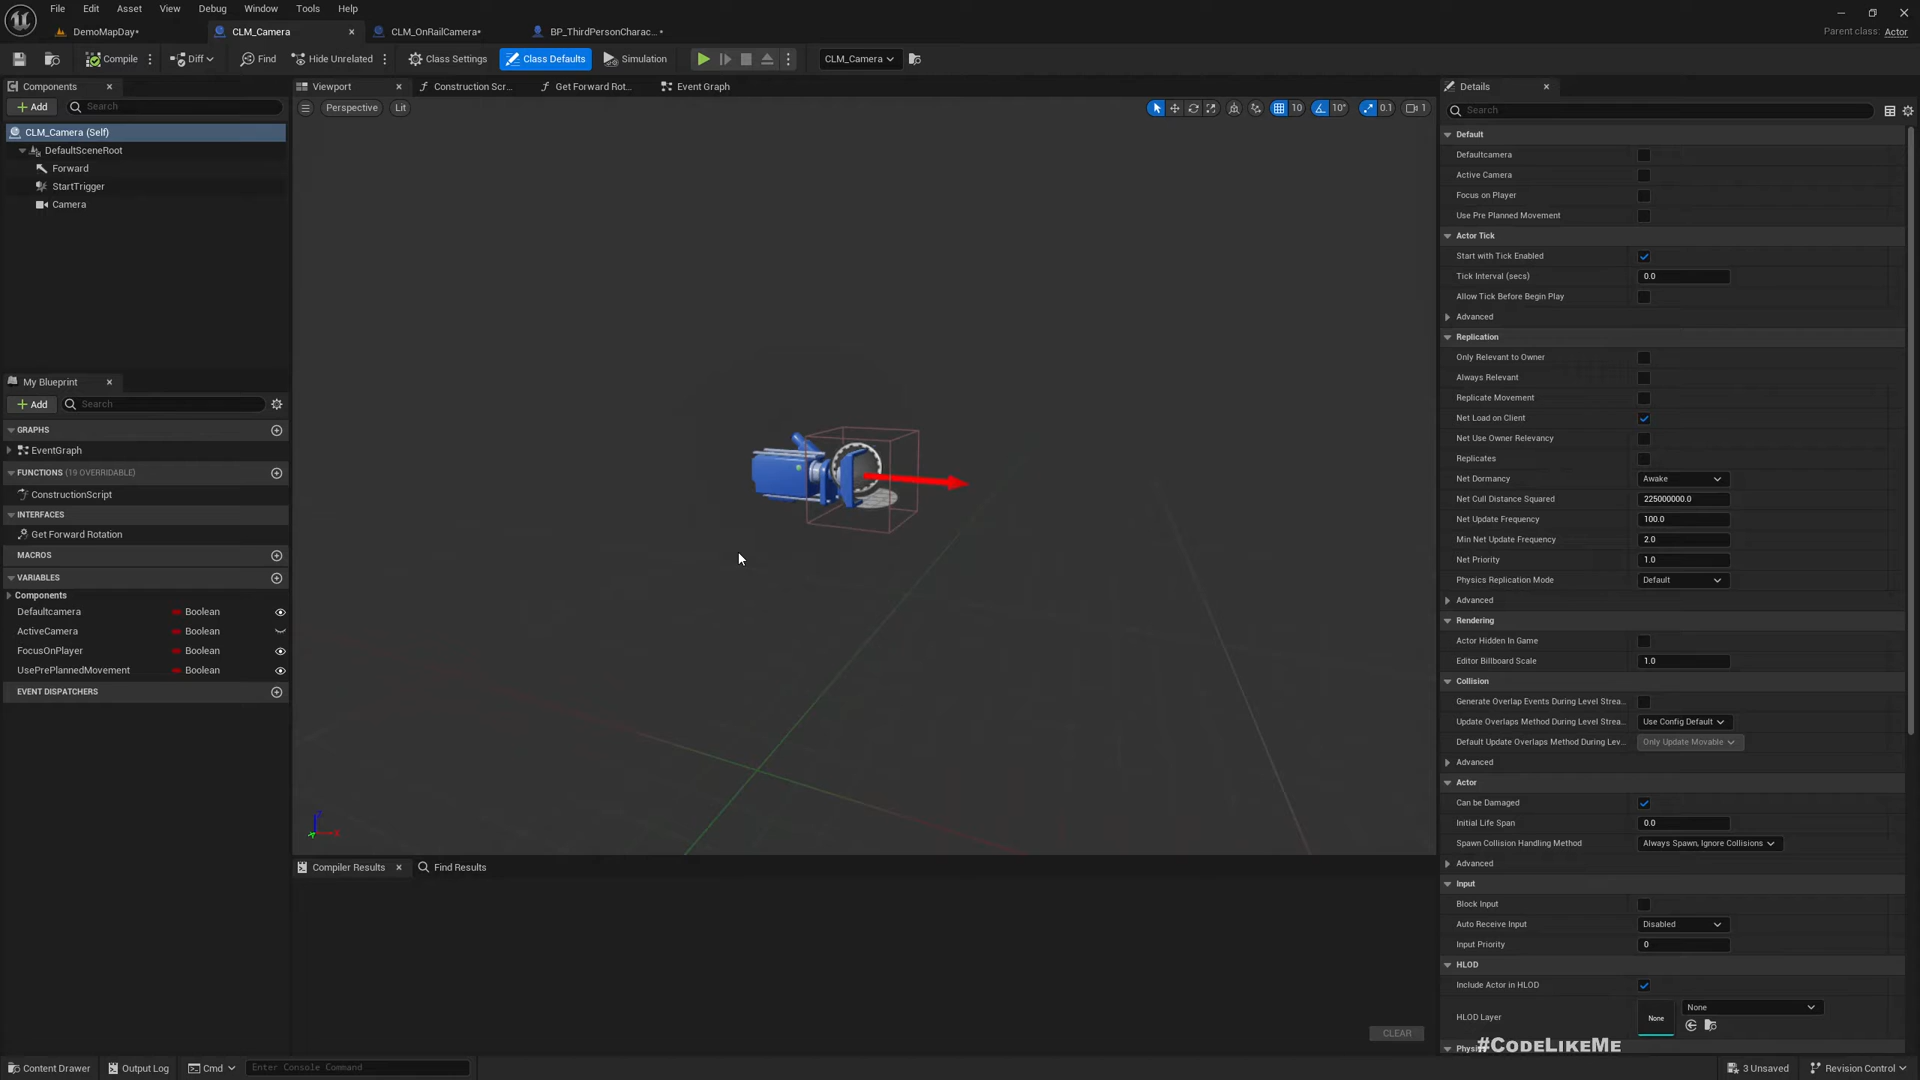 File Edit Asset View Debug Window Tools Help
DemoMapDay* CLM_Camera CLM_OnRailCamera* BP_ThirdPersonCharac...* Parent class: Actor
Compile Diff Find Hide Unrelated Class Settings Class Defaults Simulation CLM_Camera
Components Viewport Construction Scr... Get Forward Rot... Event Graph Details
Add Search Perspective Lit 10 10° 0.1 1 Search
CLM_Camera (Self)
DefaultSceneRoot
Forward
StartTrigger
Camera
My Blueprint
Add Search
GRAPHS
EventGraph
FUNCTIONS (19 OVERRIDABLE)
ConstructionScript
INTERFACES
Get Forward Rotation
MACROS
VARIABLES
Components
Defaultcamera Boolean
ActiveCamera Boolean
FocusOnPlayer Boolean
UsePrePlannedMovement Boolean
EVENT DISPATCHERS
Z
X
Compiler Results Find Results
CLEAR
Default
Defaultcamera
Active Camera
Focus on Player
Use Pre Planned Movement
Actor Tick
Start with Tick Enabled
Tick Interval (secs) 0.0
Allow Tick Before Begin Play
Advanced
Replication
Only Relevant to Owner
Always Relevant
Replicate Movement
Net Load on Client
Net Use Owner Relevancy
Replicates
Net Dormancy Awake
Net Cull Distance Squared 225000000.0
Net Update Frequency 100.0
Min Net Update Frequency 2.0
Net Priority 1.0
Physics Replication Mode Default
Advanced
Rendering
Actor Hidden In Game
Editor Billboard Scale 1.0
Collision
Generate Overlap Events During Level Strea...
Update Overlaps Method During Level Strea... Use Config Default
Default Update Overlaps Method During Lev... Only Update Movable
Advanced
Actor
Can be Damaged
Initial Life Span 0.0
Spawn Collision Handling Method Always Spawn, Ignore Collisions
Advanced
Input
Block Input
Auto Receive Input Disabled
Input Priority 0
HLOD
Include Actor in HLOD
HLOD Layer None None
#CodeLikeMe
Content Drawer Output Log Cmd Enter Console Command 3 Unsaved Revision Control